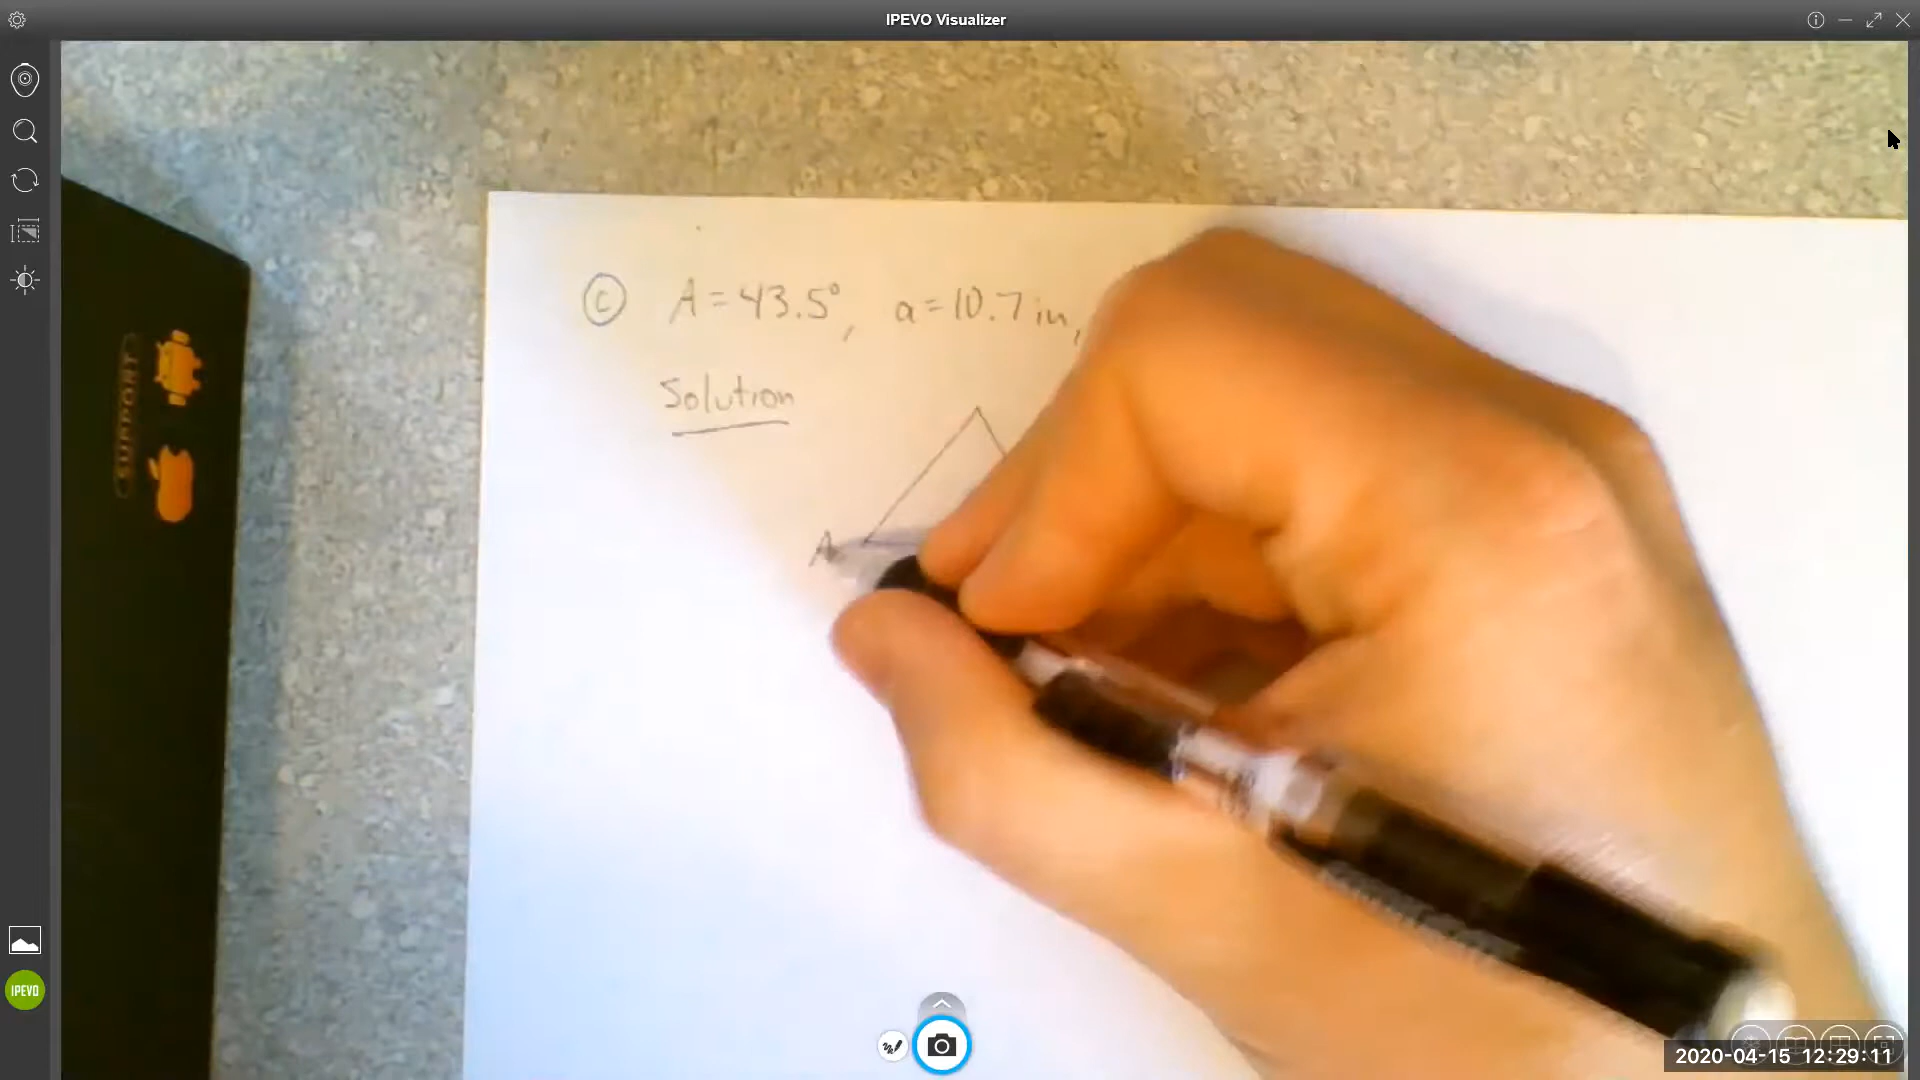 IPEVO Visualizer
SUPPORT
Ⓒ A = 43.5°, a = 10.7 in,
Solution
A
IPEVO
2020-04-15 12:29:11